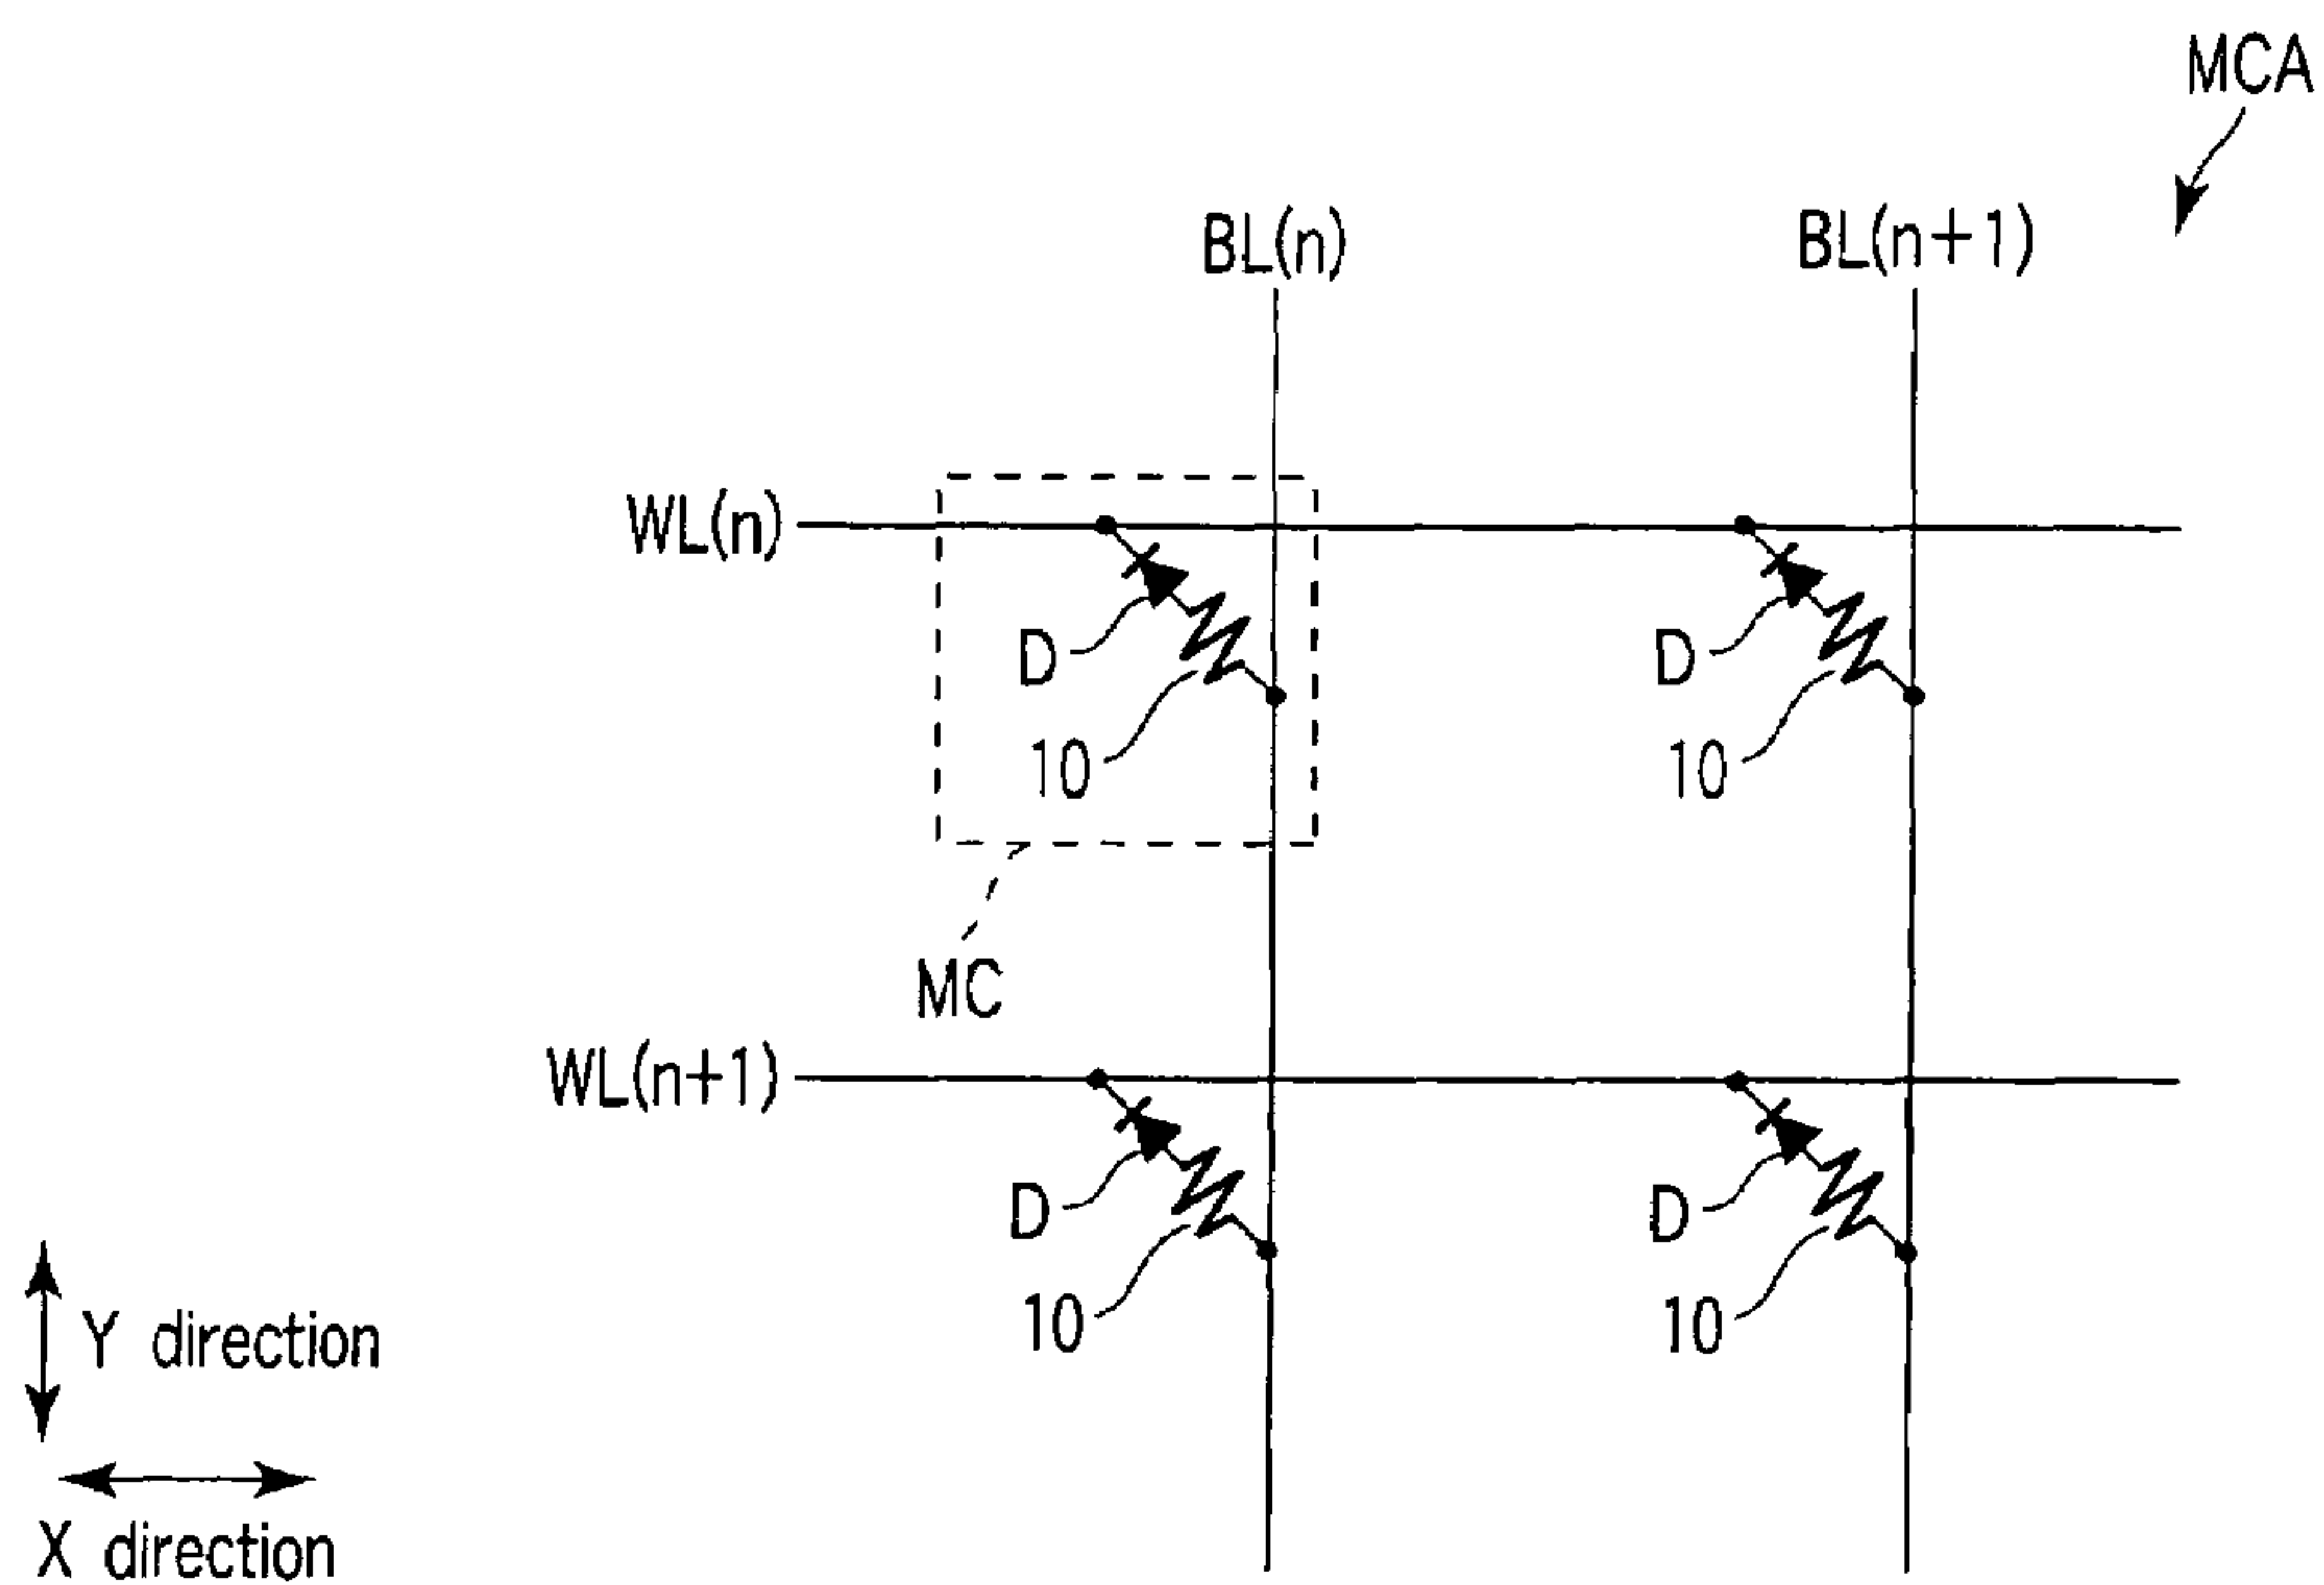 MCA
BL(n)
BL(n+1)
WL(n)
D
D
10
10
MC
WL(n+1)
D
D
10
10
Y direction
X direction